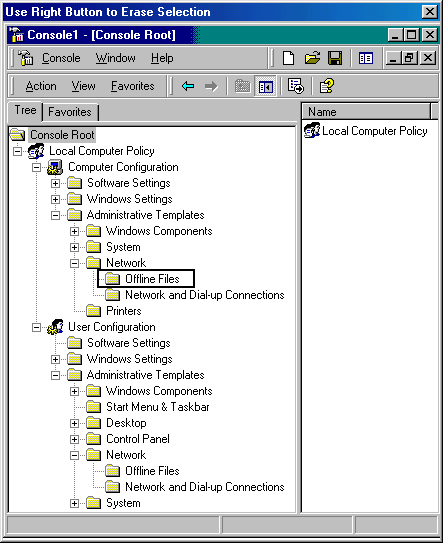 Use Right Button to Erase Selection
Console1 - [Console Root]
Console Window Help
Action View Favorites
Tree Favorites
Name
Console Root
Local Computer Policy
Local Computer Policy
Computer Configuration
Software Settings
Windows Settings
Administrative Templates
Windows Components
System
Network
Offline Files
Network and Dial-up Connections
Printers
User Configuration
Software Settings
Windows Settings
Administrative Templates
Windows Components
Start Menu & Taskbar
Desktop
Control Panel
Network
Offline Files
Network and Dial-up Connections
System